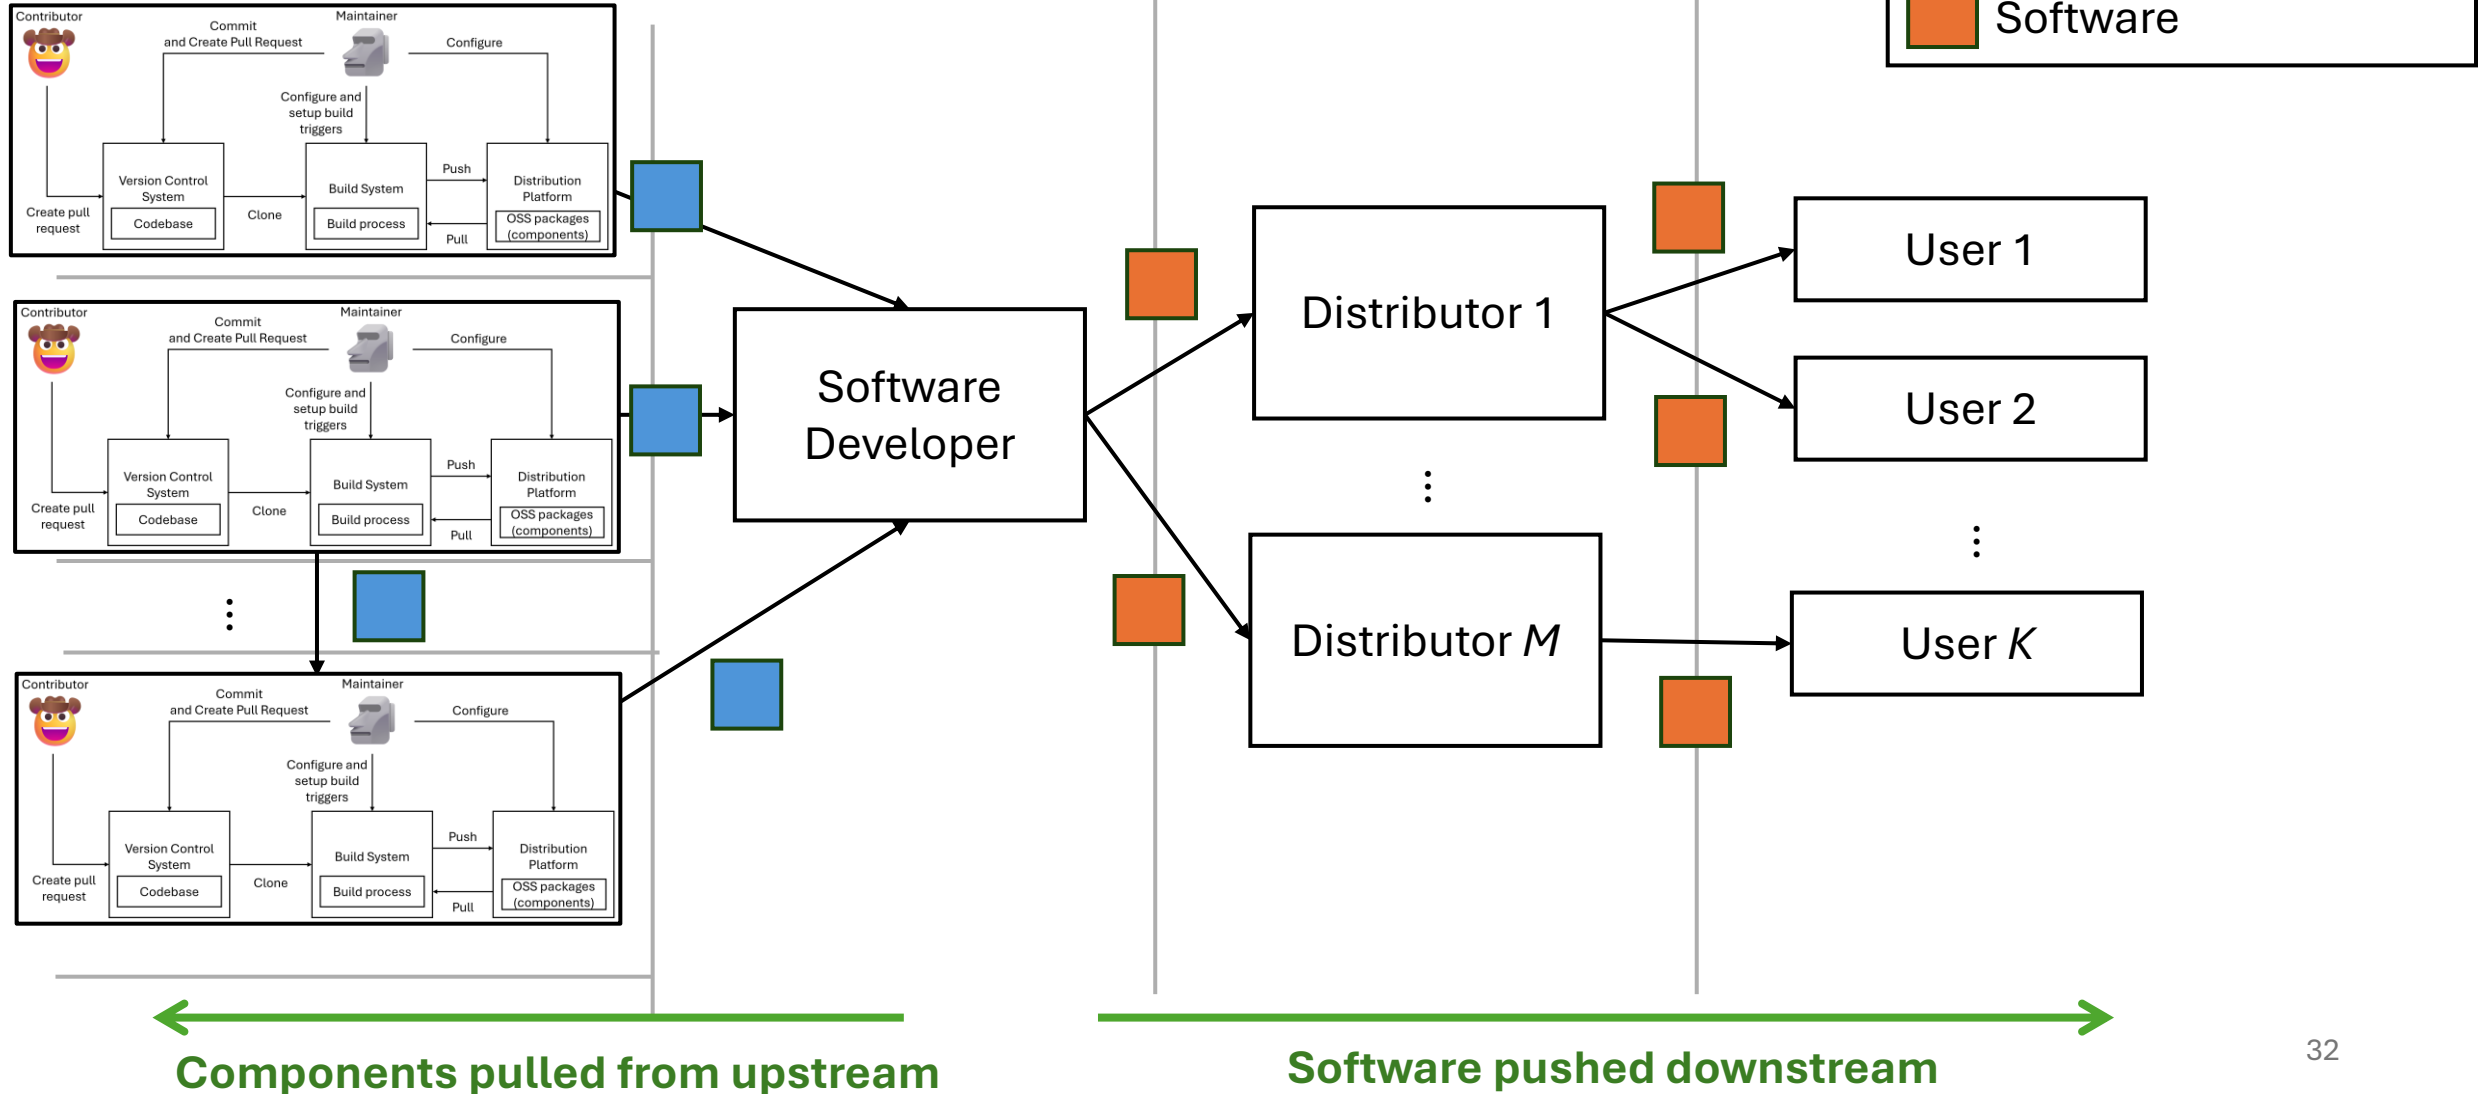 Contributor
Commit
and Create Pull Request
Maintainer
Configure
Configure and
setup build
triggers
Version Control
System
Codebase
Create pull
request
Clone
Build System
Build process
Push
Pull
Distribution
Platform
OSS packages
(components)
Contributor
Commit
and Create Pull Request
Maintainer
Configure
Configure and
setup build
triggers
Version Control
System
Codebase
Create pull
request
Clone
Build System
Build process
Push
Pull
Distribution
Platform
OSS packages
(components)
⋮
Contributor
Commit
and Create Pull Request
Maintainer
Configure
Configure and
setup build
triggers
Version Control
System
Codebase
Create pull
request
Clone
Build System
Build process
Push
Pull
Distribution
Platform
OSS packages
(components)
Software
Developer
Distributor 1
⋮
Distributor M
Software
User 1
User 2
⋮
User K
Components pulled from upstream
Software pushed downstream
32